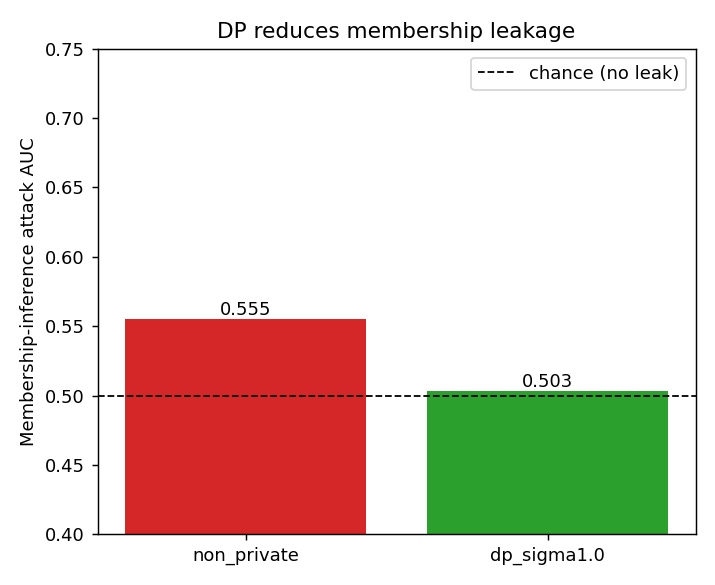 DP reduces membership leakage
chance (no leak)
Membership-inference attack AUC
0.75
0.70
0.65
0.60
0.55
0.50
0.45
0.40
0.555
0.503
non_private
dp_sigma1.0